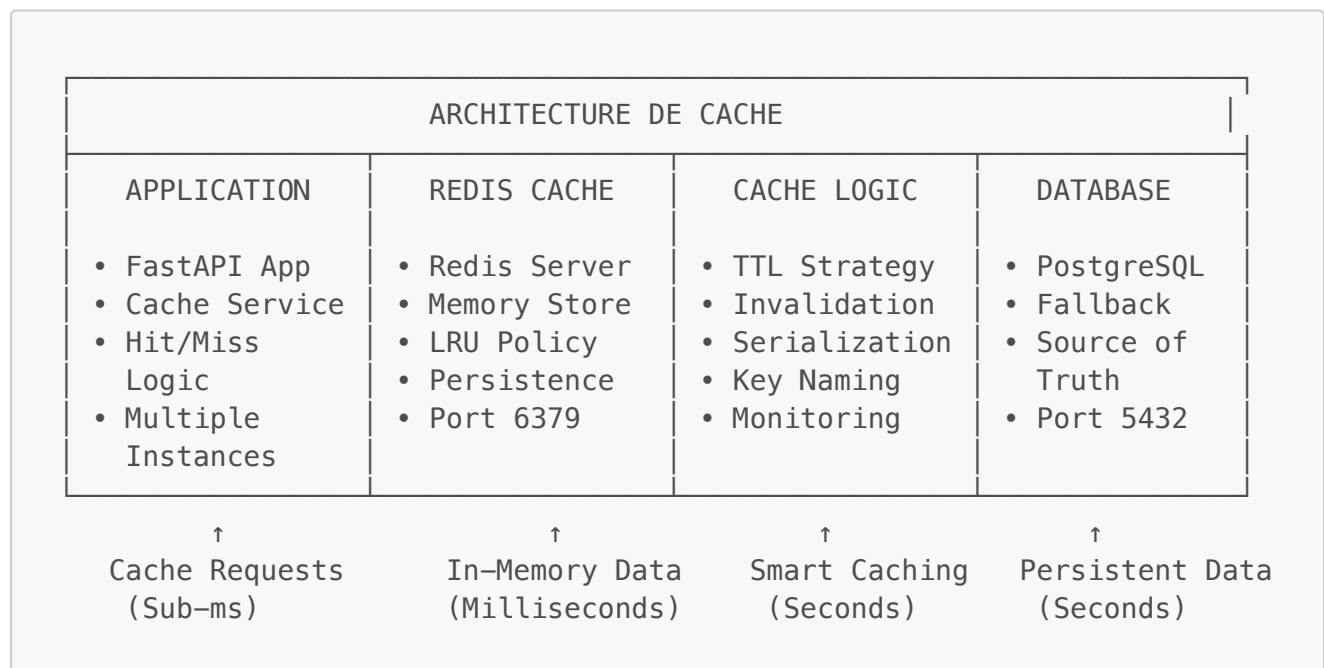 ARCHITECTURE DE CACHE
APPLICATION REDIS CACHE CACHE LOGIC DATABASE
• FastAPI App • Redis Server • TTL Strategy • PostgreSQL
• Cache Service • Memory Store • Invalidation • Fallback
• Hit/Miss • LRU Policy • Serialization • Source of
Logic • Persistence • Key Naming Truth
• Multiple • Port 6379 • Monitoring • Port 5432
Instances
↑ ↑ ↑ ↑
Cache Requests In-Memory Data Smart Caching Persistent Data
(Sub-ms) (Milliseconds) (Seconds) (Seconds)